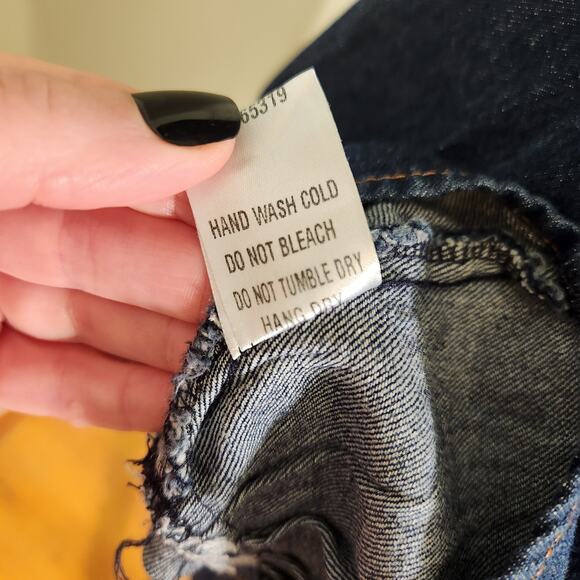 65379
HAND WASH COLD
DO NOT BLEACH
DO NOT TUMBLE DRY
HANG DRY